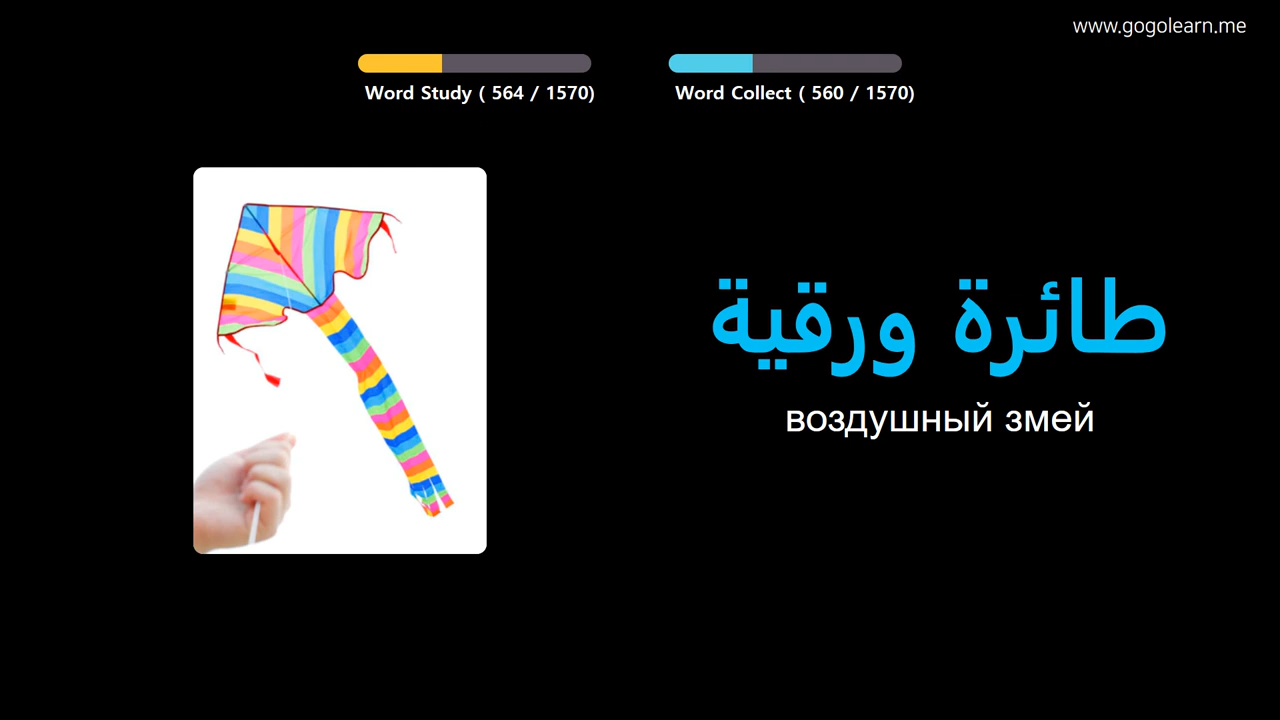 www.gogolearn.me
Word Study ( 564 / 1570)
Word Collect ( 560 / 1570)
طائرة ورقية
воздушный змей